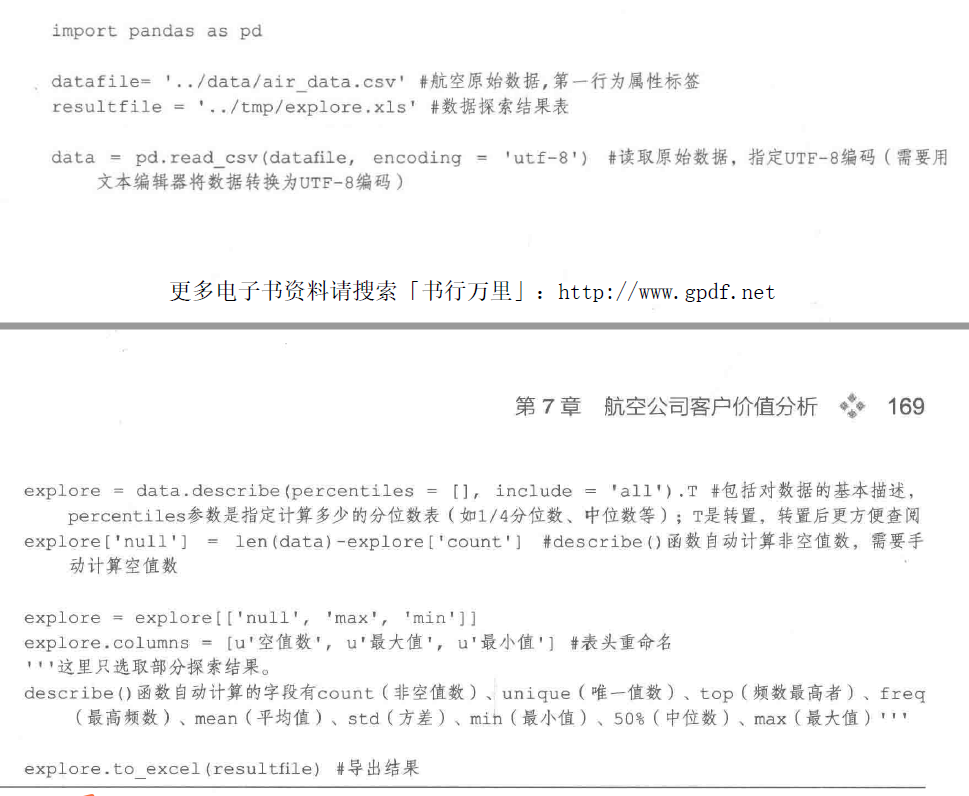 import pandas as pd
datafile= '../data/air_data.csv' #航空原始数据,第一行为属性标签
resultfile = '../tmp/explore.xls' #数据探索结果表
data = pd.read_csv(datafile, encoding = 'utf-8') #读取原始数据，指定UTF-8编码（需要用
文本编辑器将数据转换为UTF-8编码）
更多电子书资料请搜索「书行万里」：http://www.gpdf.net
第 7 章 航空公司客户价值分析 169
explore = data.describe(percentiles = [], include = 'all').T #包括对数据的基本描述，
percentiles参数是指定计算多少的分位数表（如1/4分位数、中位数等）；T是转置，转置后更方便查阅
explore['null'] = len(data)-explore['count'] #describe()函数自动计算非空值数，需要手
动计算空值数
explore = explore[['null', 'max', 'min']]
explore.columns = [u'空值数', u'最大值', u'最小值'] #表头重命名
'''这里只选取部分探索结果。
describe()函数自动计算的字段有count（非空值数）、unique（唯一值数）、top（频数最高者）、freq
（最高频数）、mean（平均值）、std（方差）、min（最小值）、50%（中位数）、max（最大值）'''
explore.to_excel(resultfile) #导出结果